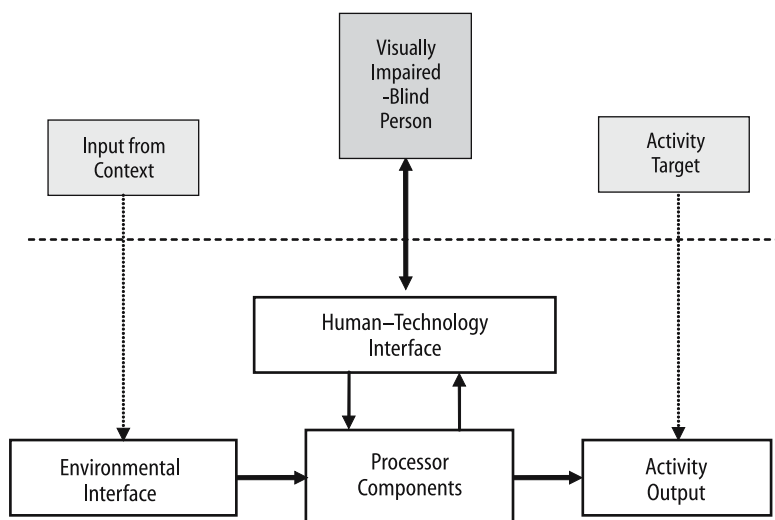 Visually
Impaired
-Blind
Person
Input from
Context
Activity
Target
Human–Technology
Interface
Environmental
Interface
Processor
Components
Activity
Output